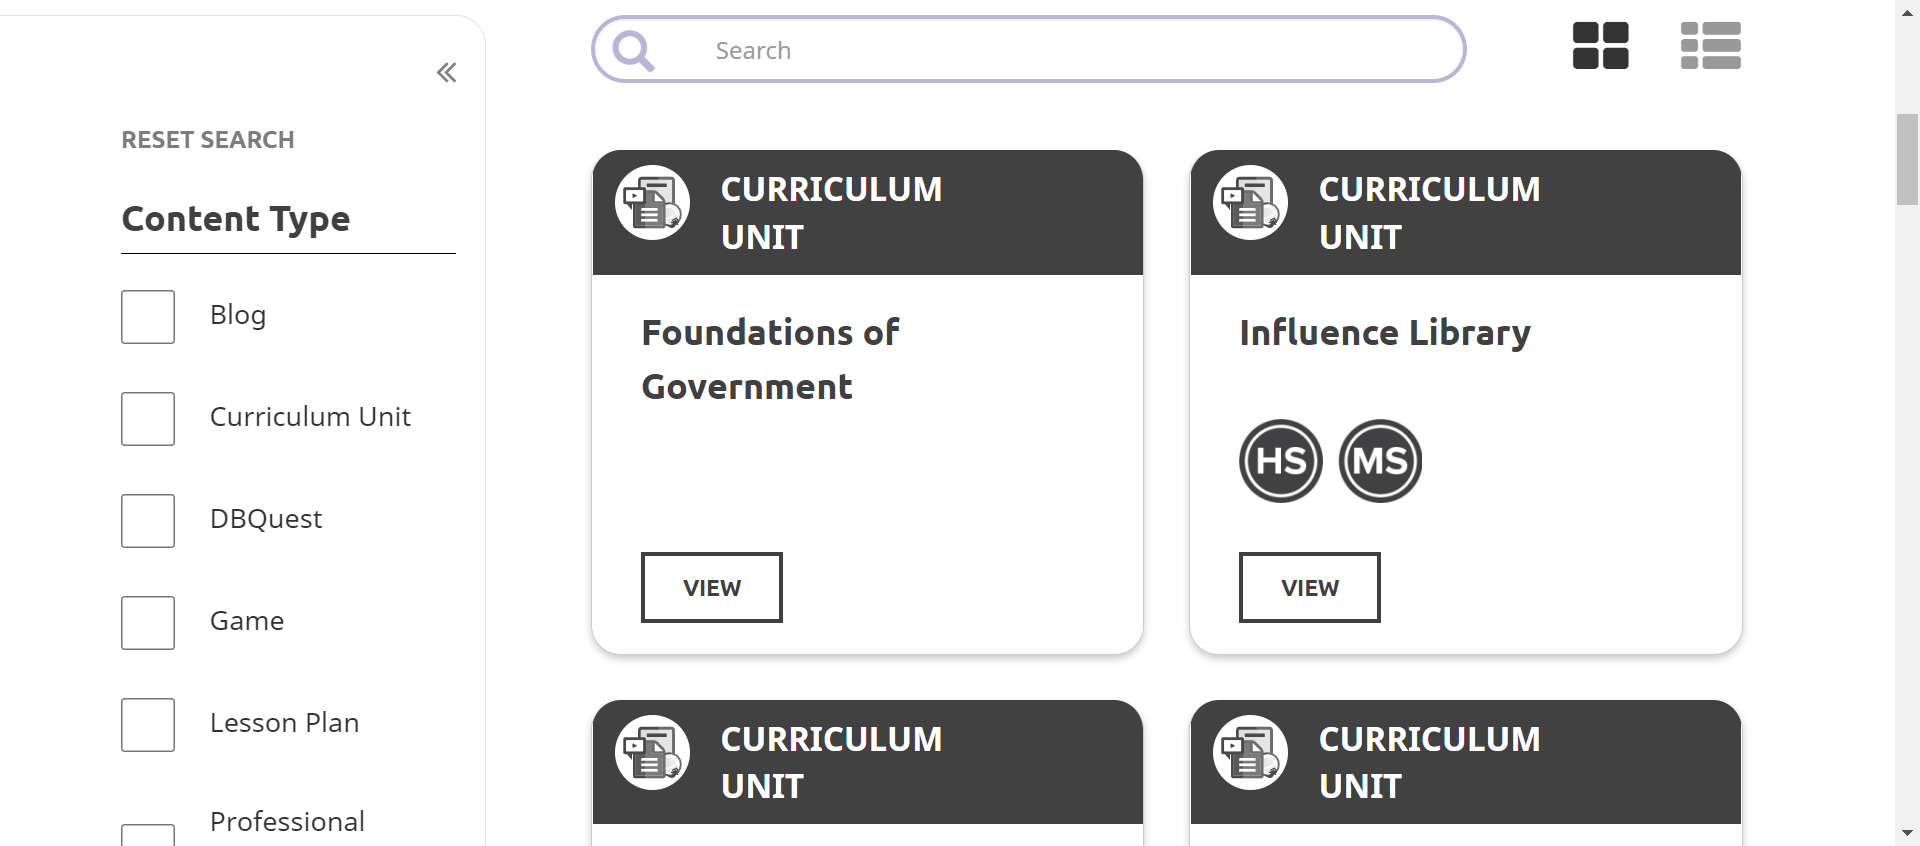 RESET SEARCH
Content Type
Blog
Curriculum Unit
DBQuest
Game
Lesson Plan
Professional
Search
CURRICULUM
UNIT
Foundations of
Government
VIEW
CURRICULUM
UNIT
Influence Library
HS MS
VIEW
CURRICULUM
UNIT
CURRICULUM
UNIT